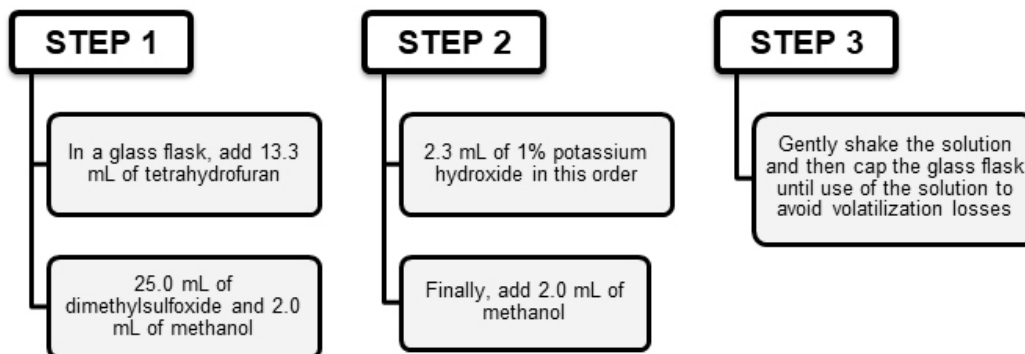 STEP 1
In a glass flask, add 13.3
mL of tetrahydrofuran
25.0 mL of
dimethylsulfoxide and 2.0
mL of methanol
STEP 2
2.3 mL of 1% potassium
hydroxide in this order
Finally, add 2.0 mL of
methanol
STEP 3
Gently shake the solution
and then cap the glass flask
until use of the solution to
avoid volatilization losses